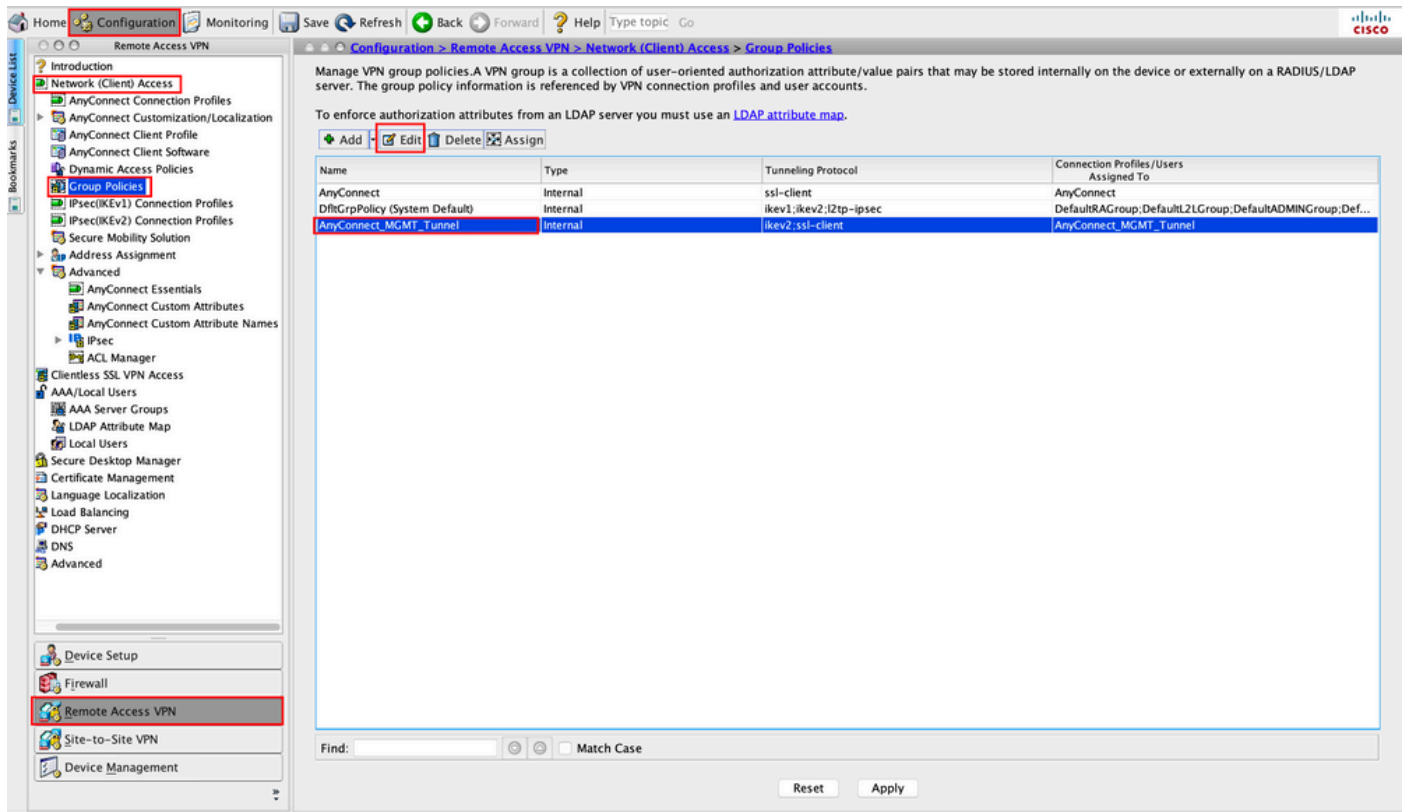 Home Configuration Monitoring Save Refresh Back Forward Help Type topic Go
cisco
Device List
Bookmarks
Remote Access VPN
Introduction
Network (Client) Access
AnyConnect Connection Profiles
AnyConnect Customization/Localization
AnyConnect Client Profile
AnyConnect Client Software
Dynamic Access Policies
Group Policies
IPsec(IKEv1) Connection Profiles
IPsec(IKEv2) Connection Profiles
Secure Mobility Solution
Address Assignment
Advanced
AnyConnect Essentials
AnyConnect Custom Attributes
AnyConnect Custom Attribute Names
IPsec
ACL Manager
Clientless SSL VPN Access
AAA/Local Users
AAA Server Groups
LDAP Attribute Map
Local Users
Secure Desktop Manager
Certificate Management
Language Localization
Load Balancing
DHCP Server
DNS
Advanced
Device Setup
Firewall
Remote Access VPN
Site-to-Site VPN
Device Management
Configuration > Remote Access VPN > Network (Client) Access > Group Policies
Manage VPN group policies.A VPN group is a collection of user-oriented authorization attribute/value pairs that may be stored internally on the device or externally on a RADIUS/LDAP
server. The group policy information is referenced by VPN connection profiles and user accounts.
To enforce authorization attributes from an LDAP server you must use an LDAP attribute map.
Add Edit Delete Assign
Name Type Tunneling Protocol Connection Profiles/Users
Assigned To
AnyConnect Internal ssl-client AnyConnect
DfltGrpPolicy (System Default) Internal ikev1;ikev2;l2tp-ipsec DefaultRAGroup;DefaultL2LGroup;DefaultADMINGroup;Def...
AnyConnect_MGMT_Tunnel Internal ikev2;ssl-client AnyConnect_MGMT_Tunnel
Find: Match Case
Reset Apply